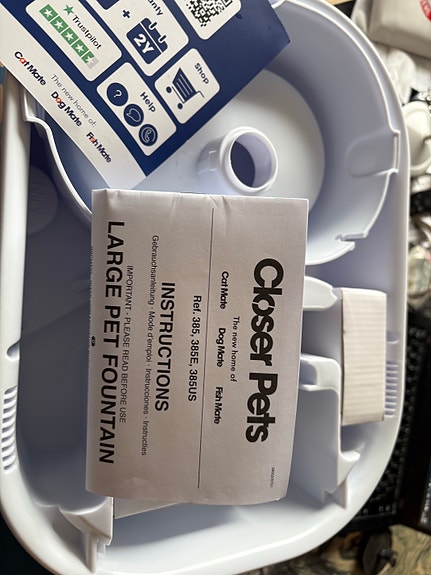 Trustpilot
Cat Mate
The new home of:
Dog Mate
Fish Mate
+ 2Y
Help
Shop
Closer Pets
The new home of
Cat Mate Dog Mate Fish Mate
Ref. 385, 385E, 385US
INSTRUCTIONS
Gebrauchsanleitung · Mode d'emploi · Instrucciones · Instructies
IMPORTANT - PLEASE READ BEFORE USE
LARGE PET FOUNTAIN